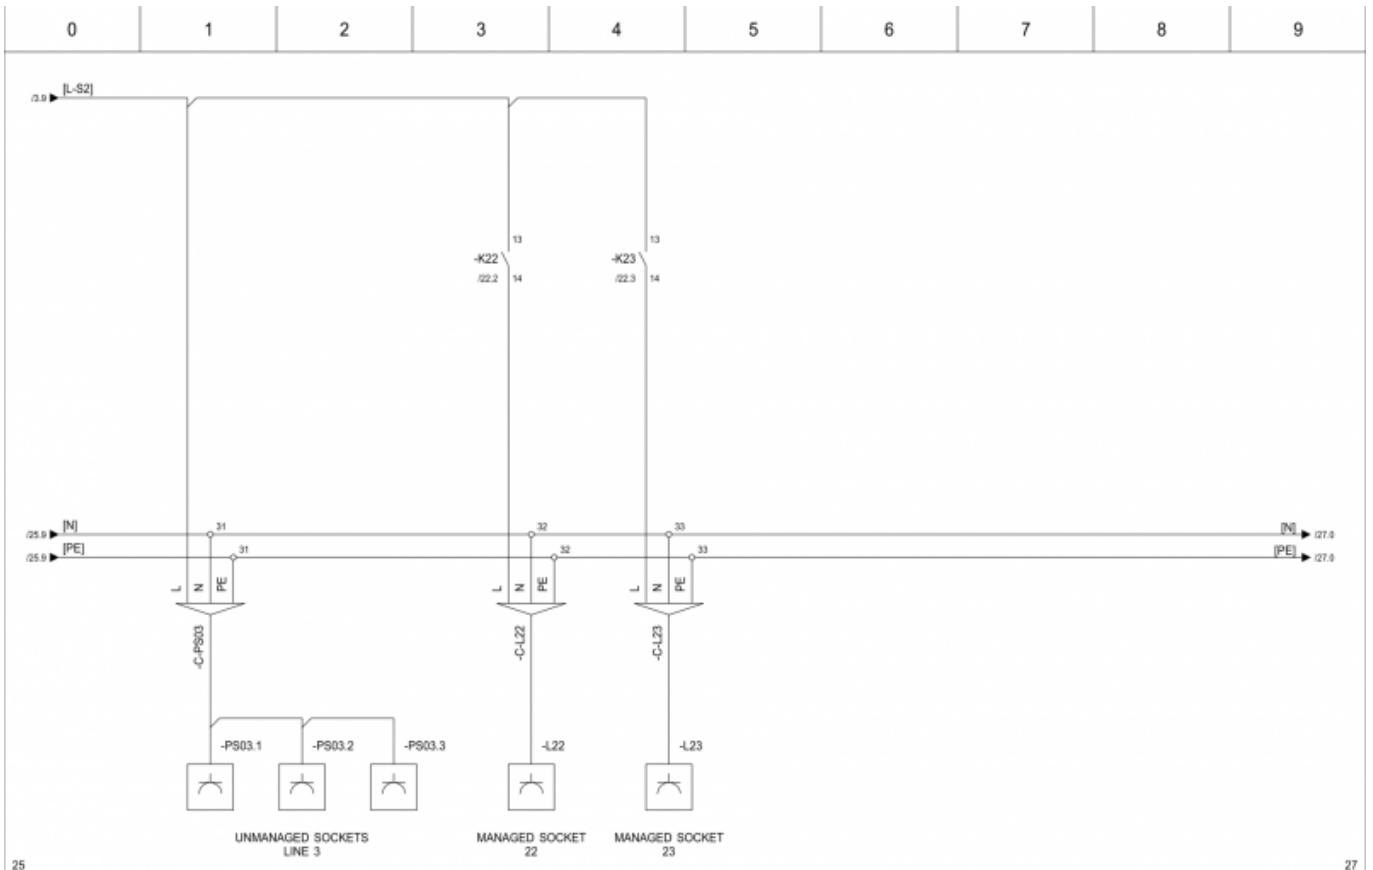 0 1 2 3 4 5 6 7 8 9
[L-S2]
/3.9
13 13
-K22 -K23
/22.2 14 /22.3 14
[N] 31 32 33 [N]
/25.9 /27.0
[PE] 31 32 33 [PE]
/25.9 /27.0
L N PE L N PE L N PE
-C-PS03 -C-L22 -C-L23
-PS03.1 -PS03.2 -PS03.3 -L22 -L23
UNMANAGED SOCKETS MANAGED SOCKET MANAGED SOCKET
LINE 3 22 23
25 27